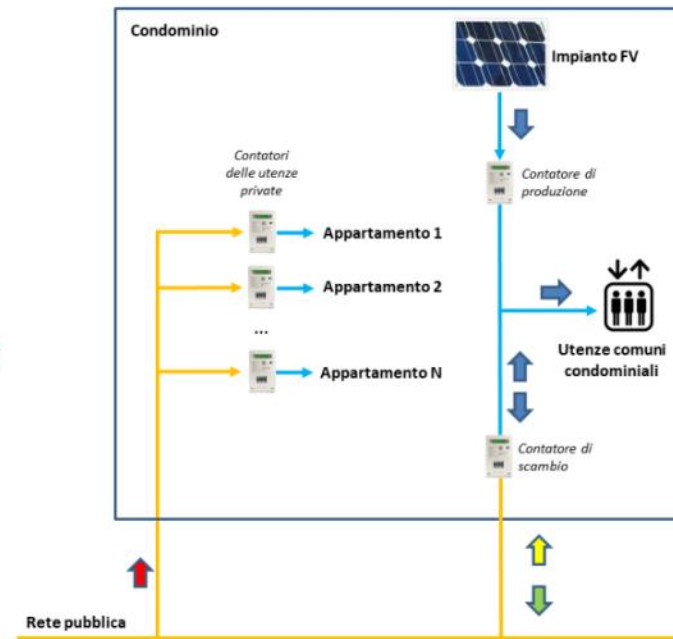 Condominio
Impianto FV
Contatori
delle utenze
private
Contatore di
produzione
Appartamento 1
Appartamento 2
...
Appartamento N
Utenze comuni
condominiali
Contatore di
scambio
Rete pubblica